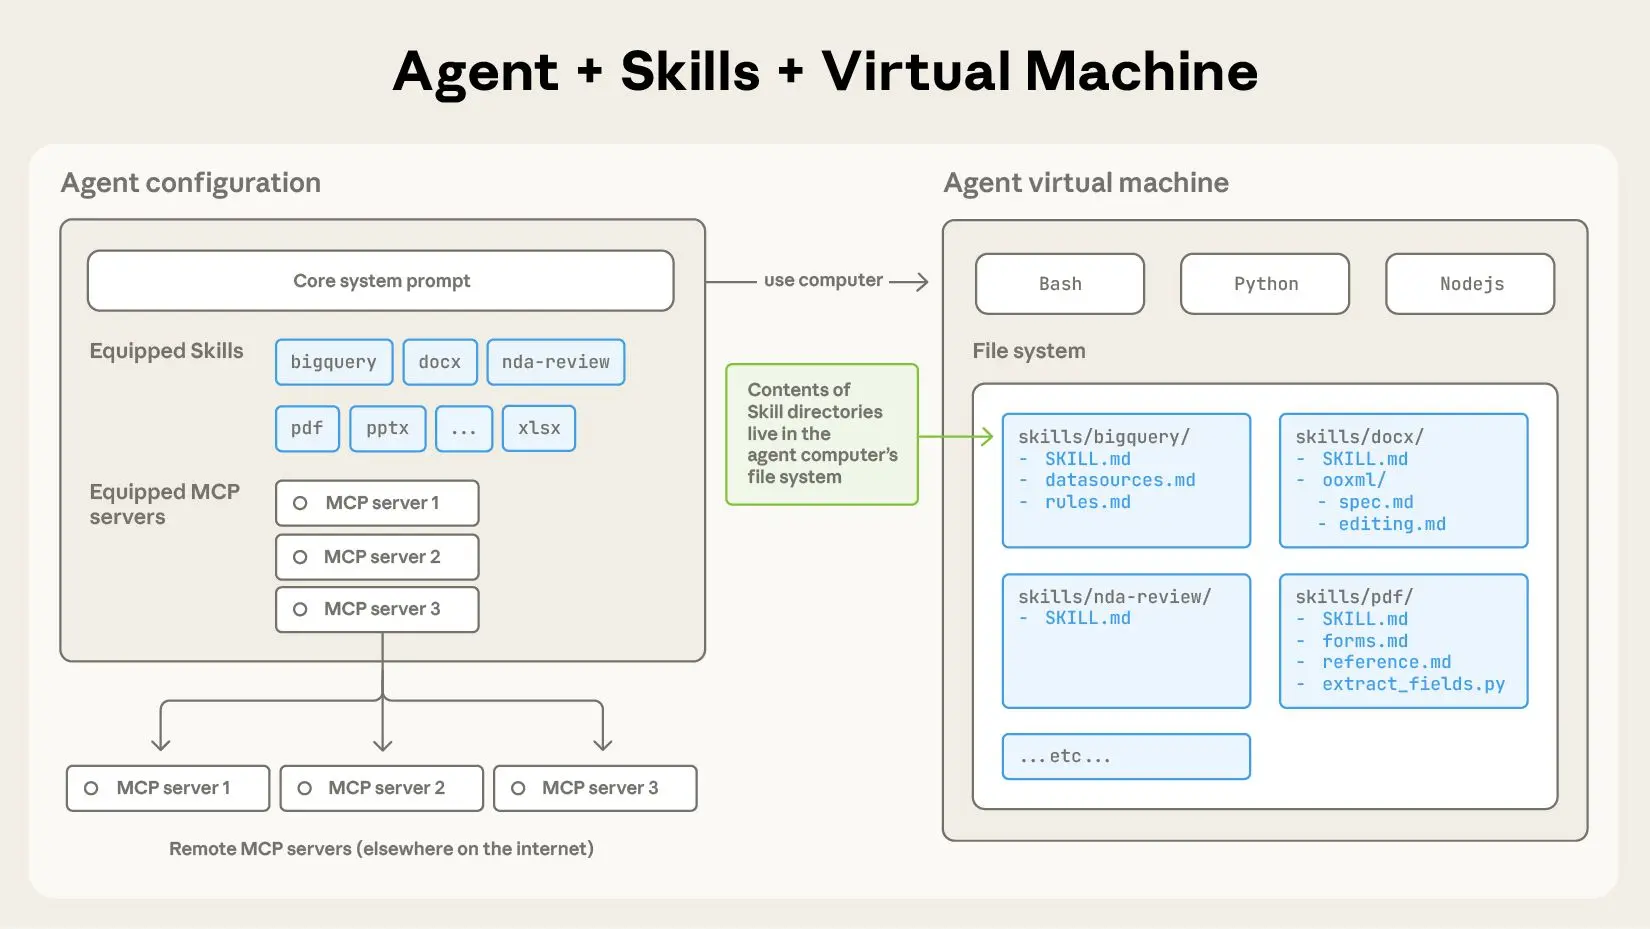 Agent + Skills + Virtual Machine
Agent configuration
Core system prompt
Equipped Skills
bigquery
docx
nda-review
pdf
pptx
...
xlsx
Equipped MCP
servers
MCP server 1
MCP server 2
MCP server 3
MCP server 1
MCP server 2
MCP server 3
Remote MCP servers (elsewhere on the internet)
use computer
Contents of
Skill directories
live in the
agent computer’s
file system
Agent virtual machine
Bash
Python
Nodejs
File system
skills/bigquery/
- SKILL.md
- datasources.md
- rules.md
skills/docx/
- SKILL.md
- ooxml/
- spec.md
- editing.md
skills/nda-review/
- SKILL.md
skills/pdf/
- SKILL.md
- forms.md
- reference.md
- extract_fields.py
...etc...